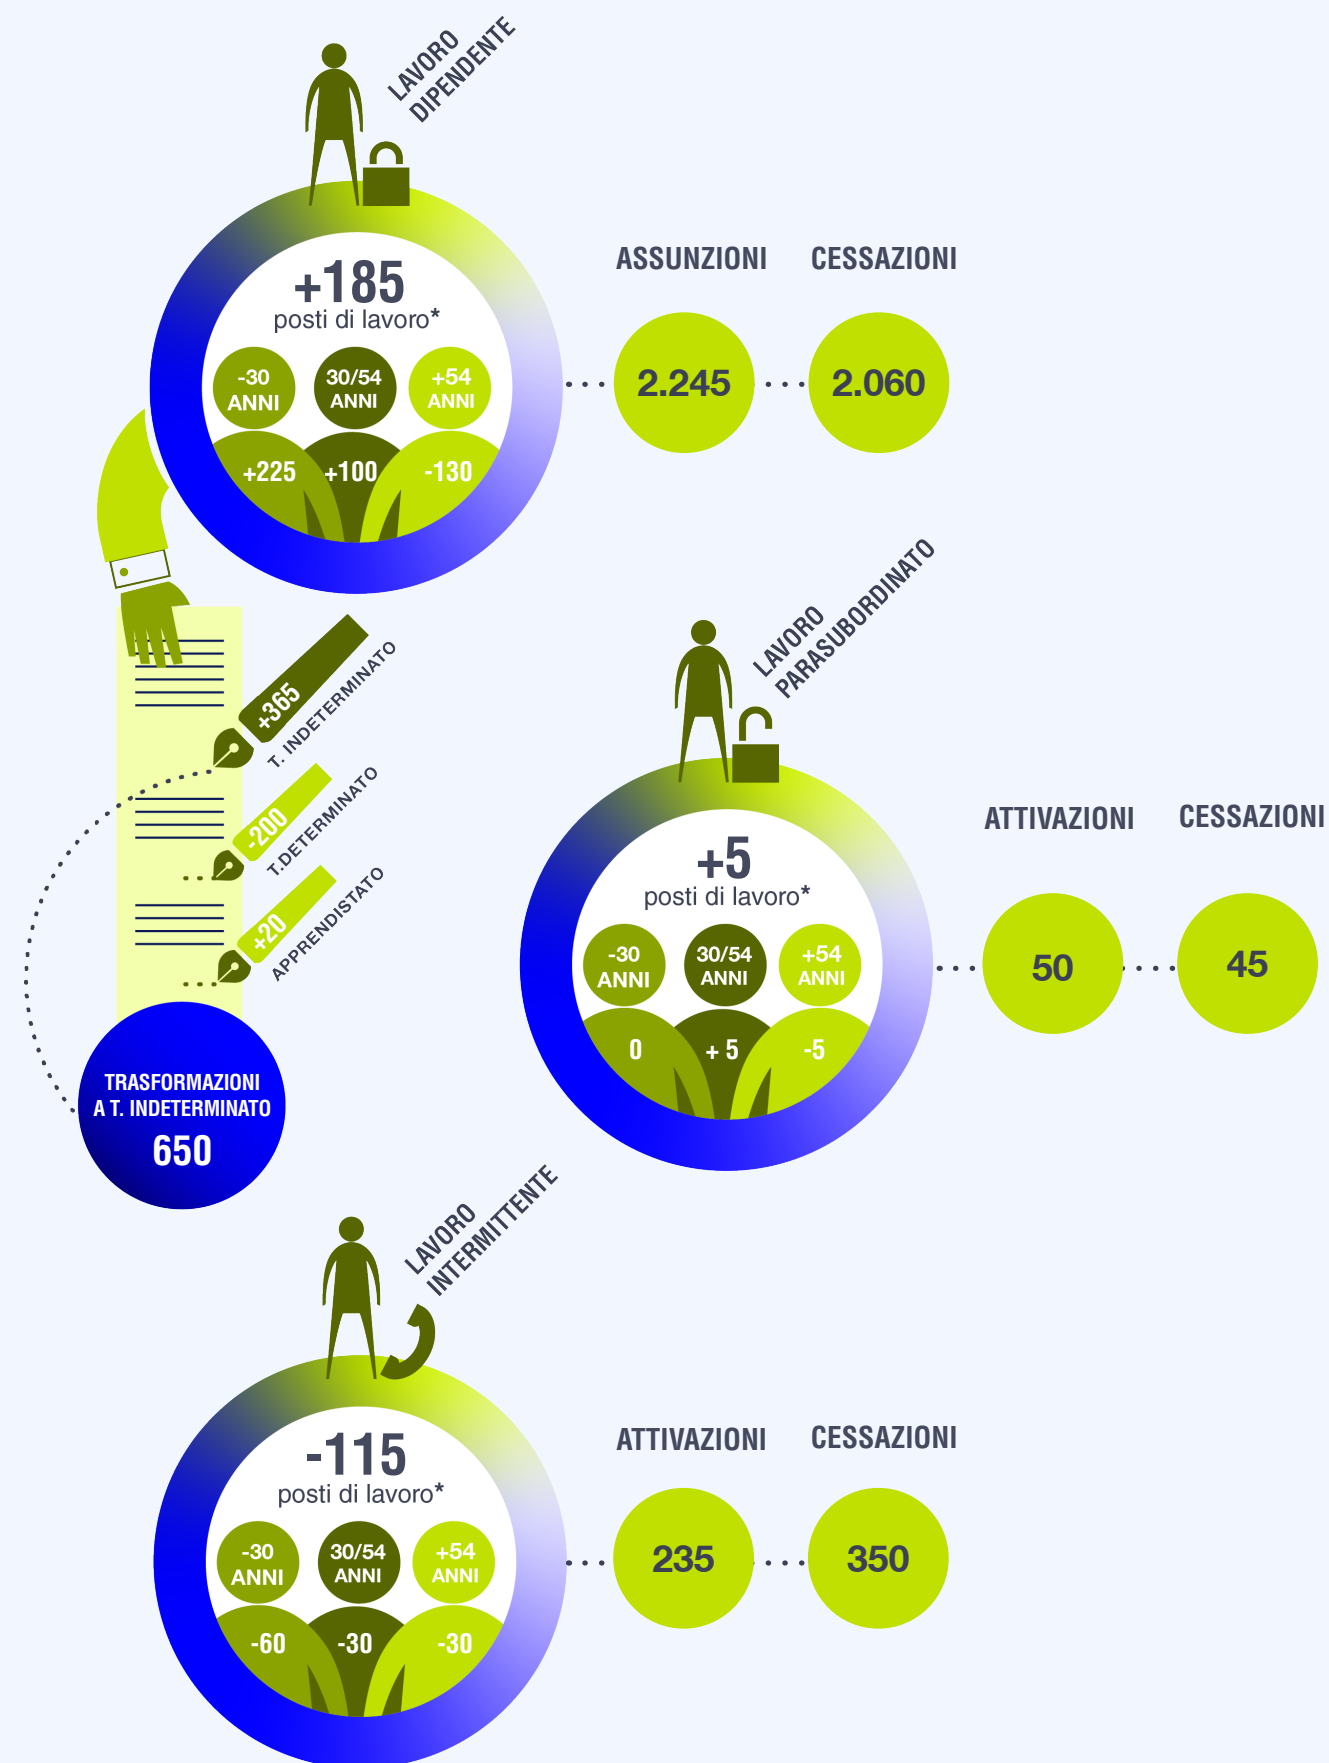 LAVORO
DIPENDENTE
+185
posti di lavoro*
-30
ANNI
30/54
ANNI
+54
ANNI
+225
+100
-130
ASSUNZIONI
CESSAZIONI
2.245
2.060
+365
T. INDETERMINATO
-200
T.DETERMINATO
+20
APPRENDISTATO
TRASFORMAZIONI
A T. INDETERMINATO
650
LAVORO
PARASUBORDINATO
+5
posti di lavoro*
-30
ANNI
30/54
ANNI
+54
ANNI
0
+ 5
-5
ATTIVAZIONI
CESSAZIONI
50
45
LAVORO
INTERMITTENTE
-115
posti di lavoro*
-30
ANNI
30/54
ANNI
+54
ANNI
-60
-30
-30
ATTIVAZIONI
CESSAZIONI
235
350